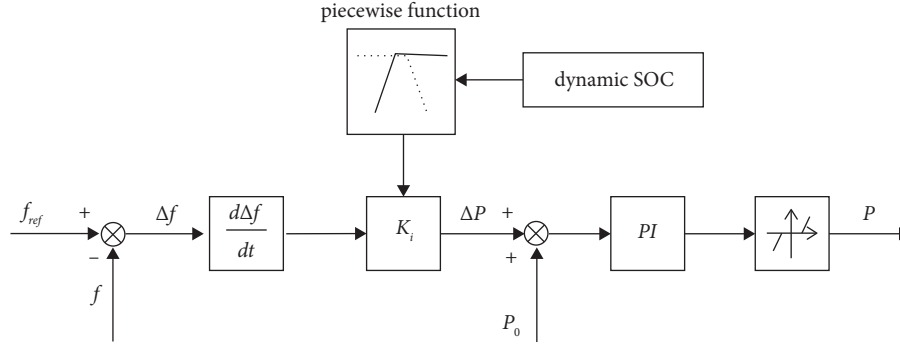 piecewise function
dynamic SOC
f_ref
+
−
Δf
f
dΔf
dt
K_i
ΔP
+
+
P_0
PI
P